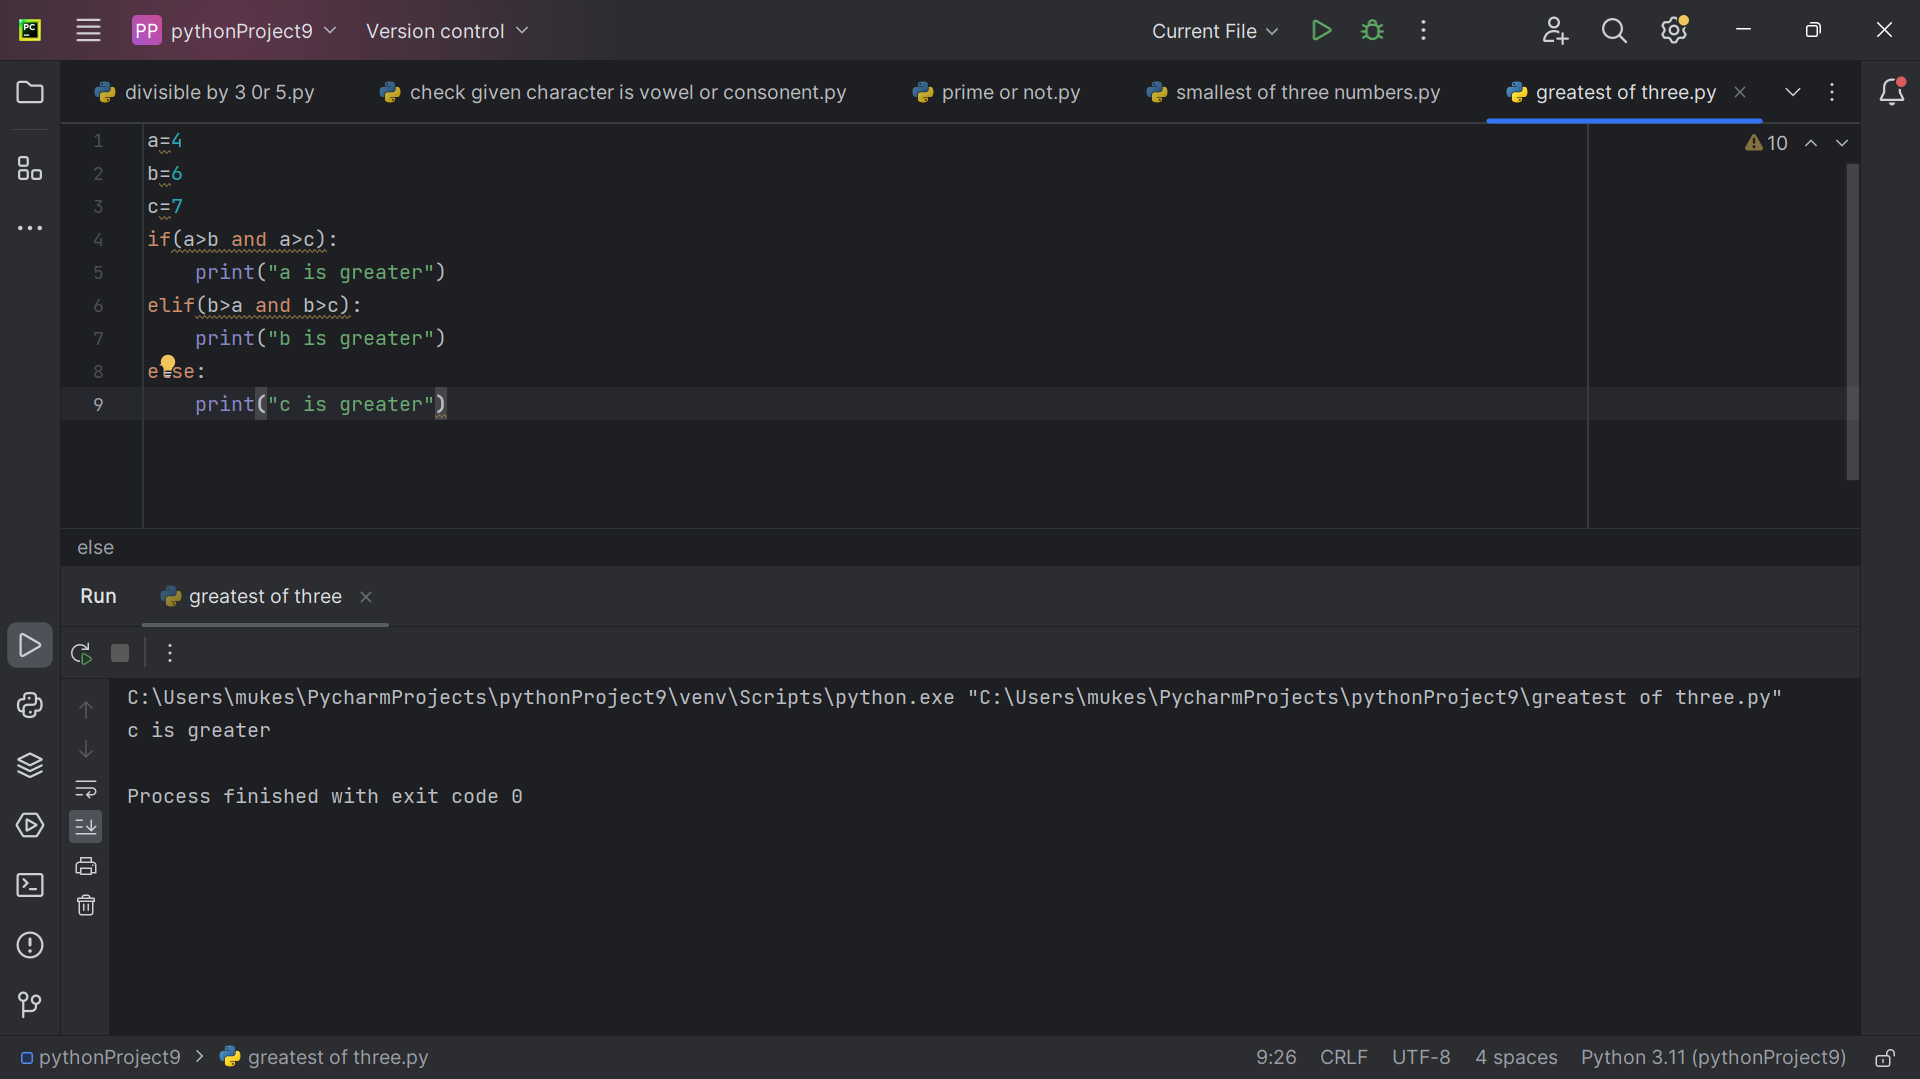 PC
PP pythonProject9 Version control Current File
divisible by 3 0r 5.py check given character is vowel or consonent.py prime or not.py smallest of three numbers.py greatest of three.py
10
1 a=4
2 b=6
3 c=7
4 if(a>b and a>c):
5     print("a is greater")
6 elif(b>a and b>c):
7     print("b is greater")
8 else:
9     print("c is greater")
else
Run greatest of three
C:\Users\mukes\PycharmProjects\pythonProject9\venv\Scripts\python.exe "C:\Users\mukes\PycharmProjects\pythonProject9\greatest of three.py"
c is greater
Process finished with exit code 0
pythonProject9 > greatest of three.py 9:26 CRLF UTF-8 4 spaces Python 3.11 (pythonProject9)